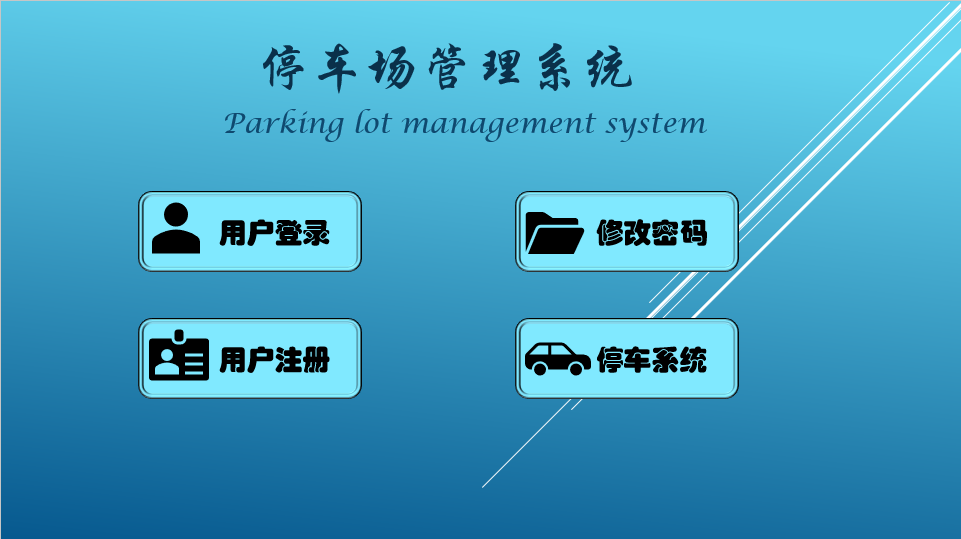 停车场管理系统
Parking lot management system
用户登录
修改密码
用户注册
停车系统